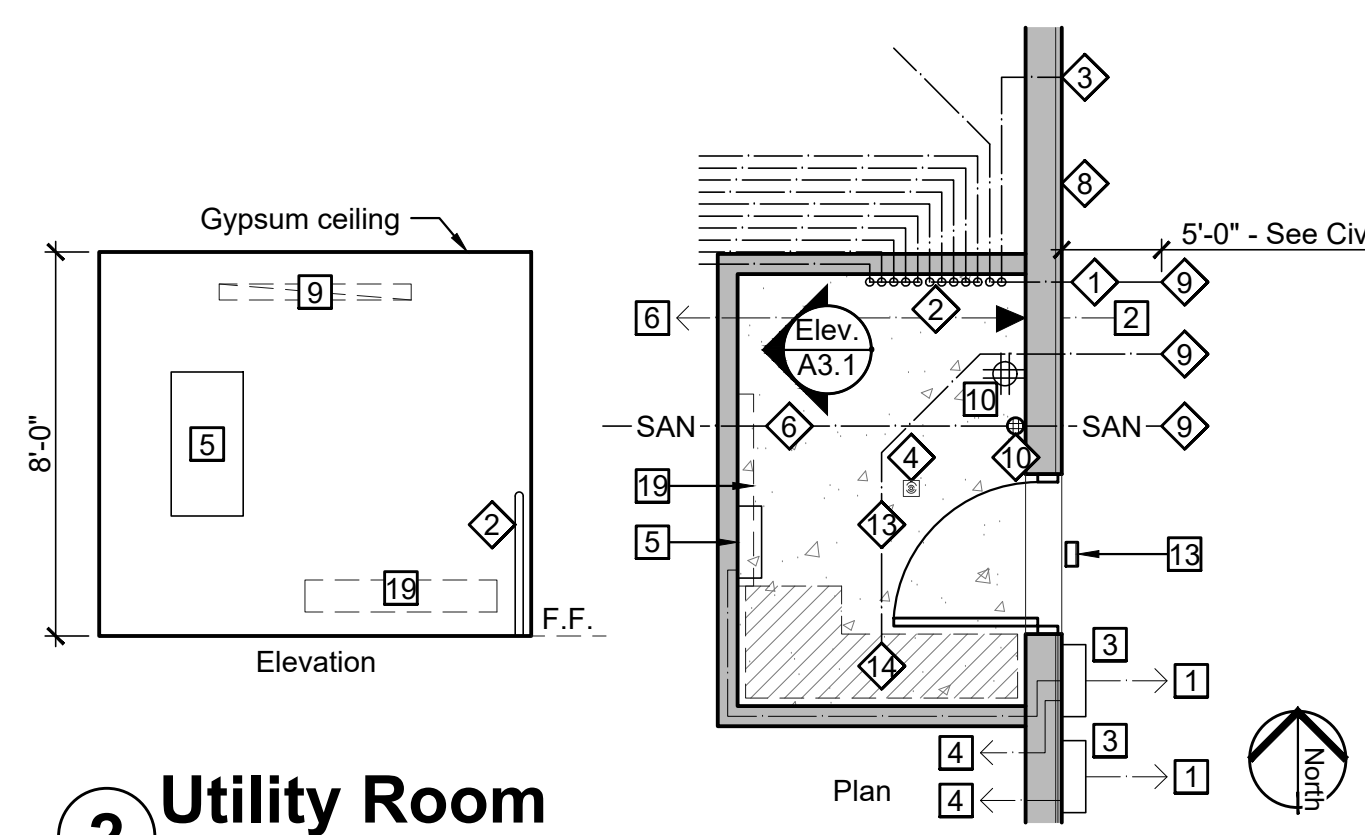 Gypsum ceiling
9
8'-0"
5
2
19
F.F.
Elevation
2
Utility Room
3
8
5'-0" - See Civ
1
9
2
6
2
Elev.
A3.1
9
10
SAN
6
SAN
9
4
10
19
13
5
13
14
3
1
4
3
1
4
Plan
North